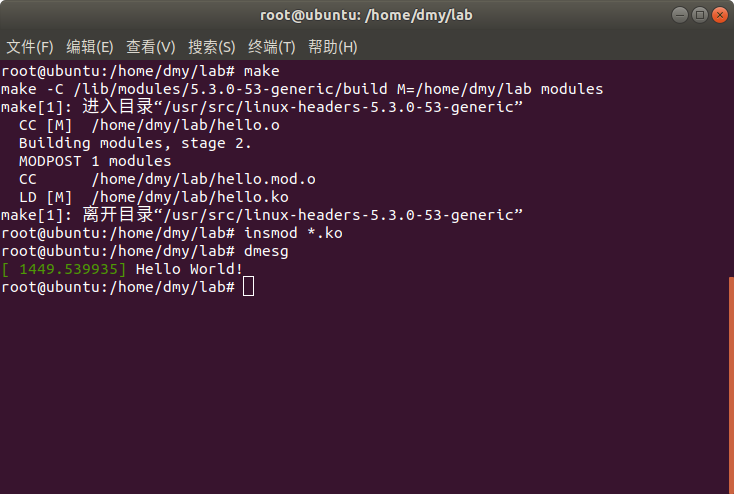 root@ubuntu: /home/dmy/lab
文件(F) 编辑(E) 查看(V) 搜索(S) 终端(T) 帮助(H)
root@ubuntu:/home/dmy/lab# make
make -C /lib/modules/5.3.0-53-generic/build M=/home/dmy/lab modules
make[1]: 进入目录“/usr/src/linux-headers-5.3.0-53-generic”
  CC [M]  /home/dmy/lab/hello.o
  Building modules, stage 2.
  MODPOST 1 modules
  CC      /home/dmy/lab/hello.mod.o
  LD [M]  /home/dmy/lab/hello.ko
make[1]: 离开目录“/usr/src/linux-headers-5.3.0-53-generic”
root@ubuntu:/home/dmy/lab# insmod *.ko
root@ubuntu:/home/dmy/lab# dmesg
[ 1449.539935] Hello World!
root@ubuntu:/home/dmy/lab#